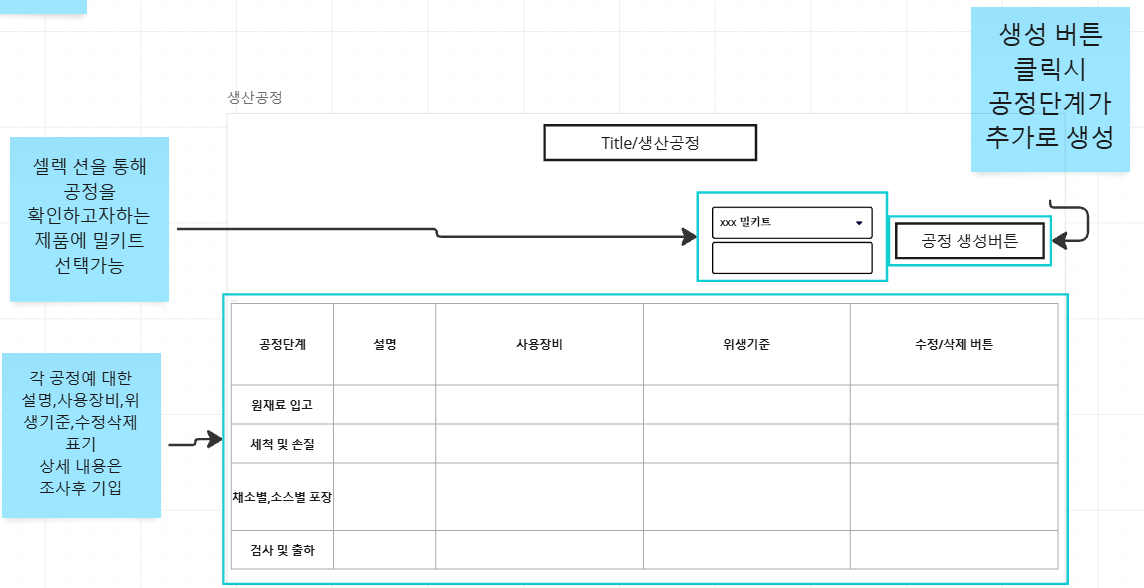 생성 버튼
클릭시
공정단계가
추가로 생성
생산공정
Title/생산공정
셀렉 션을 통해
공정을
확인하고자하는
제품에 밀키트
선택가능
xxx 밀키트
공정 생성버튼
공정단계 설명 사용장비 위생기준 수정/삭제 버튼
원재료 입고
세척 및 손질
채소별,소스별 포장
검사 및 출하
각 공정예 대한
설명,사용장비,위
생기준,수정삭제
표기
상세 내용은
조사후 기입